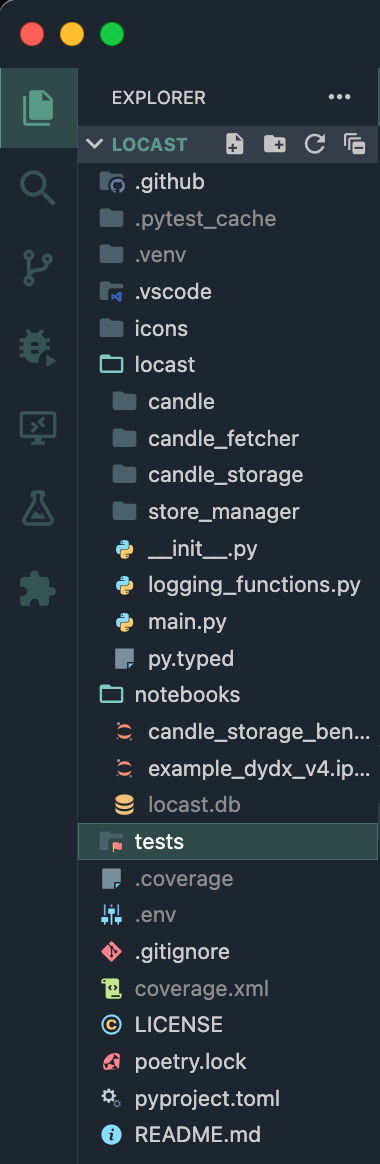 EXPLORER
LOCAST
.github
.pytest_cache
.venv
.vscode
icons
locast
candle
candle_fetcher
candle_storage
store_manager
__init__.py
logging_functions.py
main.py
py.typed
notebooks
candle_storage_ben...
example_dydx_v4.ip...
locast.db
tests
.coverage
.env
.gitignore
coverage.xml
LICENSE
poetry.lock
pyproject.toml
README.md